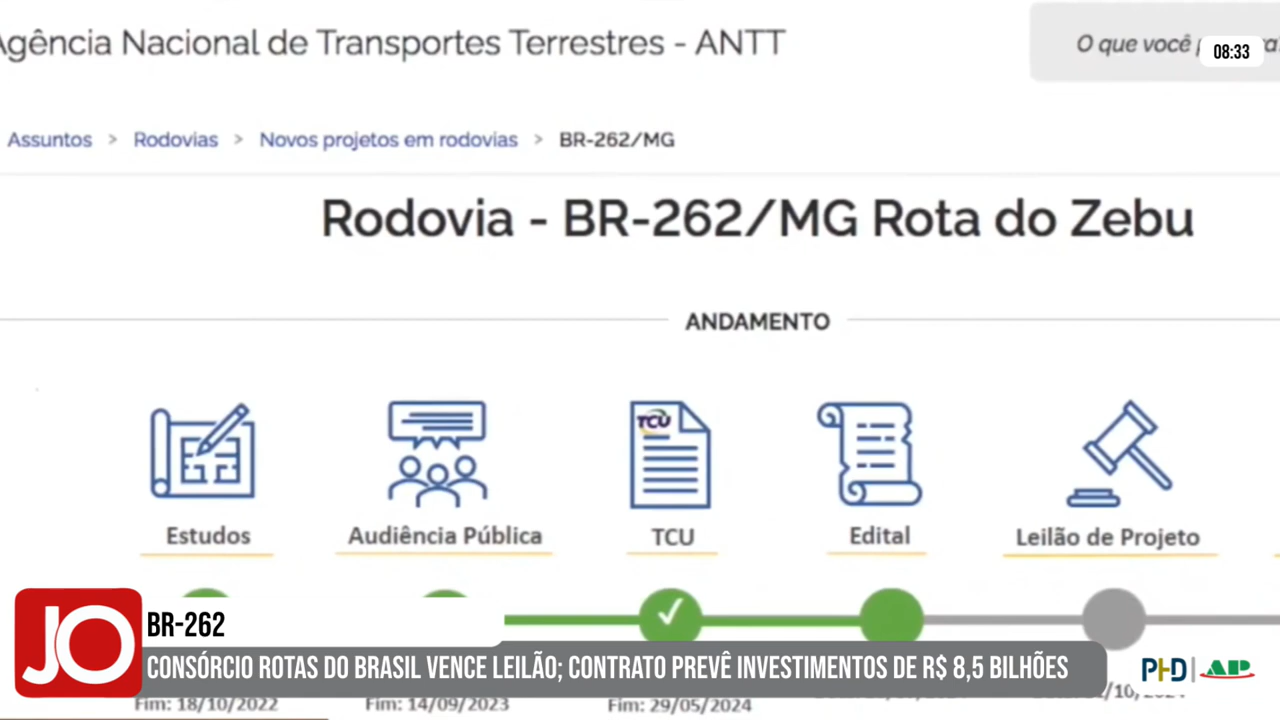 Agência Nacional de Transportes Terrestres - ANTT
O que você
08:33
Assuntos > Rodovias > Novos projetos em rodovias > BR-262/MG
Rodovia - BR-262/MG Rota do Zebu
ANDAMENTO
TCU
Estudos
Audiência Pública
TCU
Edital
Leilão de Projeto
JO
BR-262
CONSÓRCIO ROTAS DO BRASIL VENCE LEILÃO; CONTRATO PREVÊ INVESTIMENTOS DE R$ 8,5 BILHÕES
PHD | AP
Fim: 18/10/2022
Fim: 14/09/2023
Fim: 29/05/2024